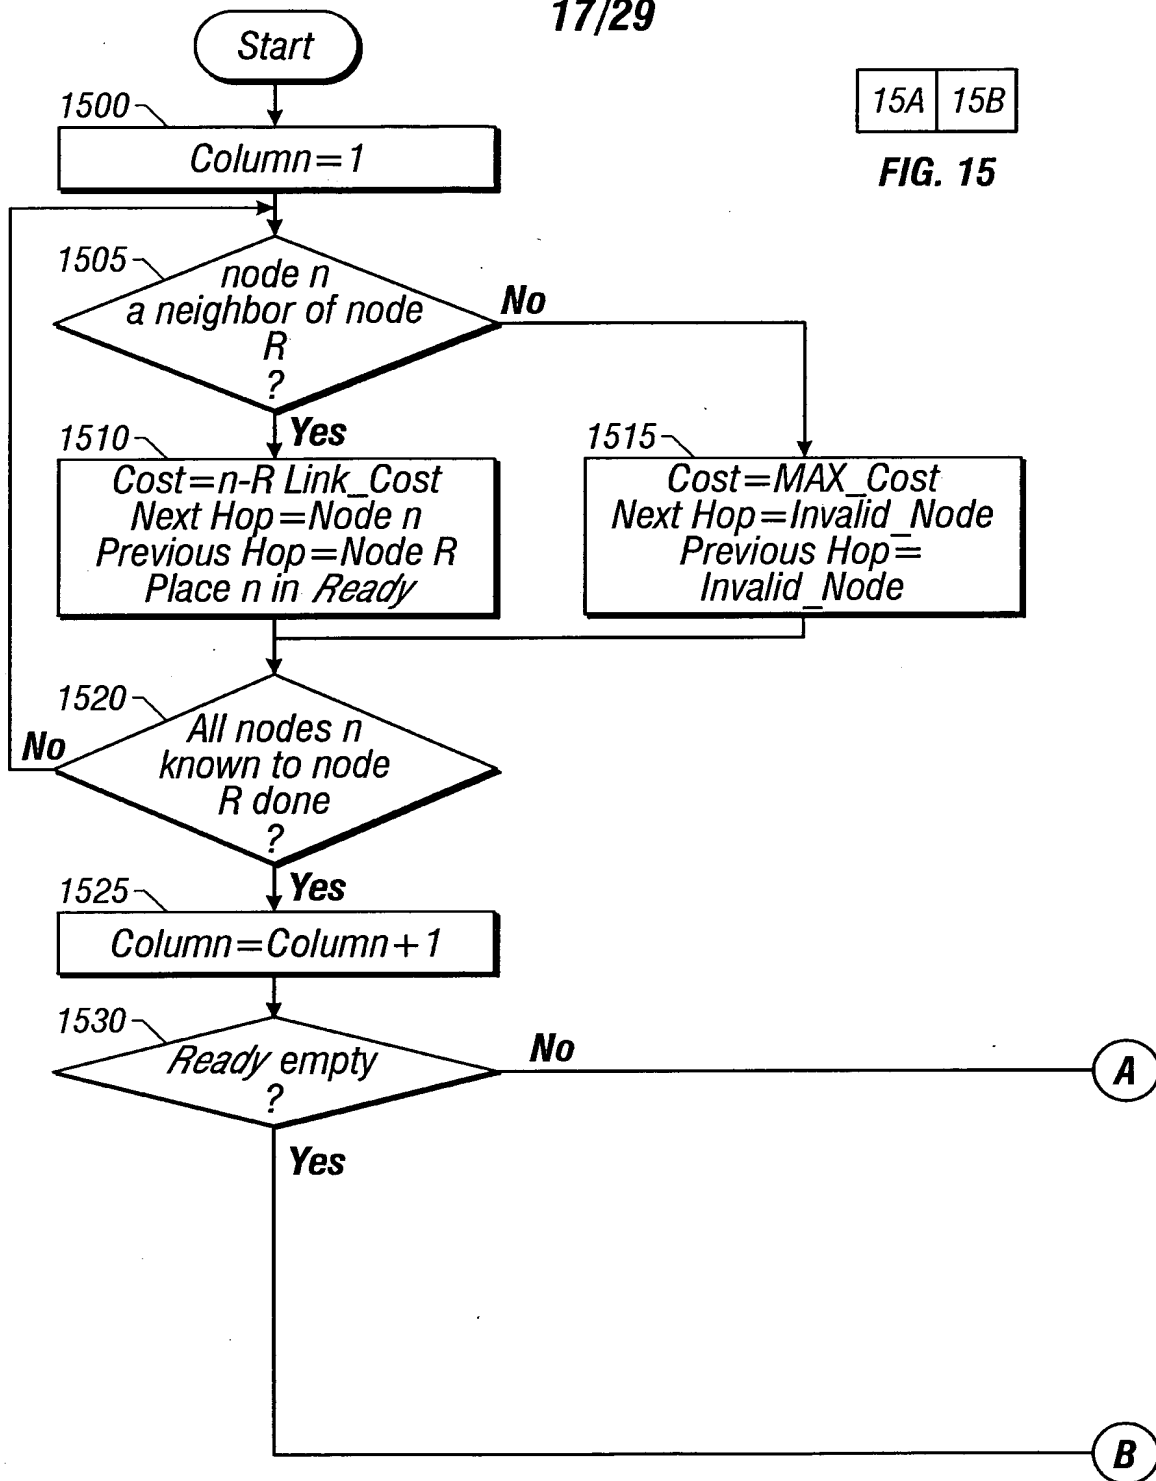 17/29
Start
15A 15B
FIG. 15
1500
Column=1
1505
node n
a neighbor of node
R
?
No
Yes
1510
Cost=n-R Link_Cost
Next Hop=Node n
Previous Hop=Node R
Place n in Ready
1515
Cost=MAX_Cost
Next Hop=Invalid_Node
Previous Hop=
Invalid_Node
1520
All nodes n
known to node
R done
?
No
Yes
1525
Column=Column+1
1530
Ready empty
?
No
A
Yes
B